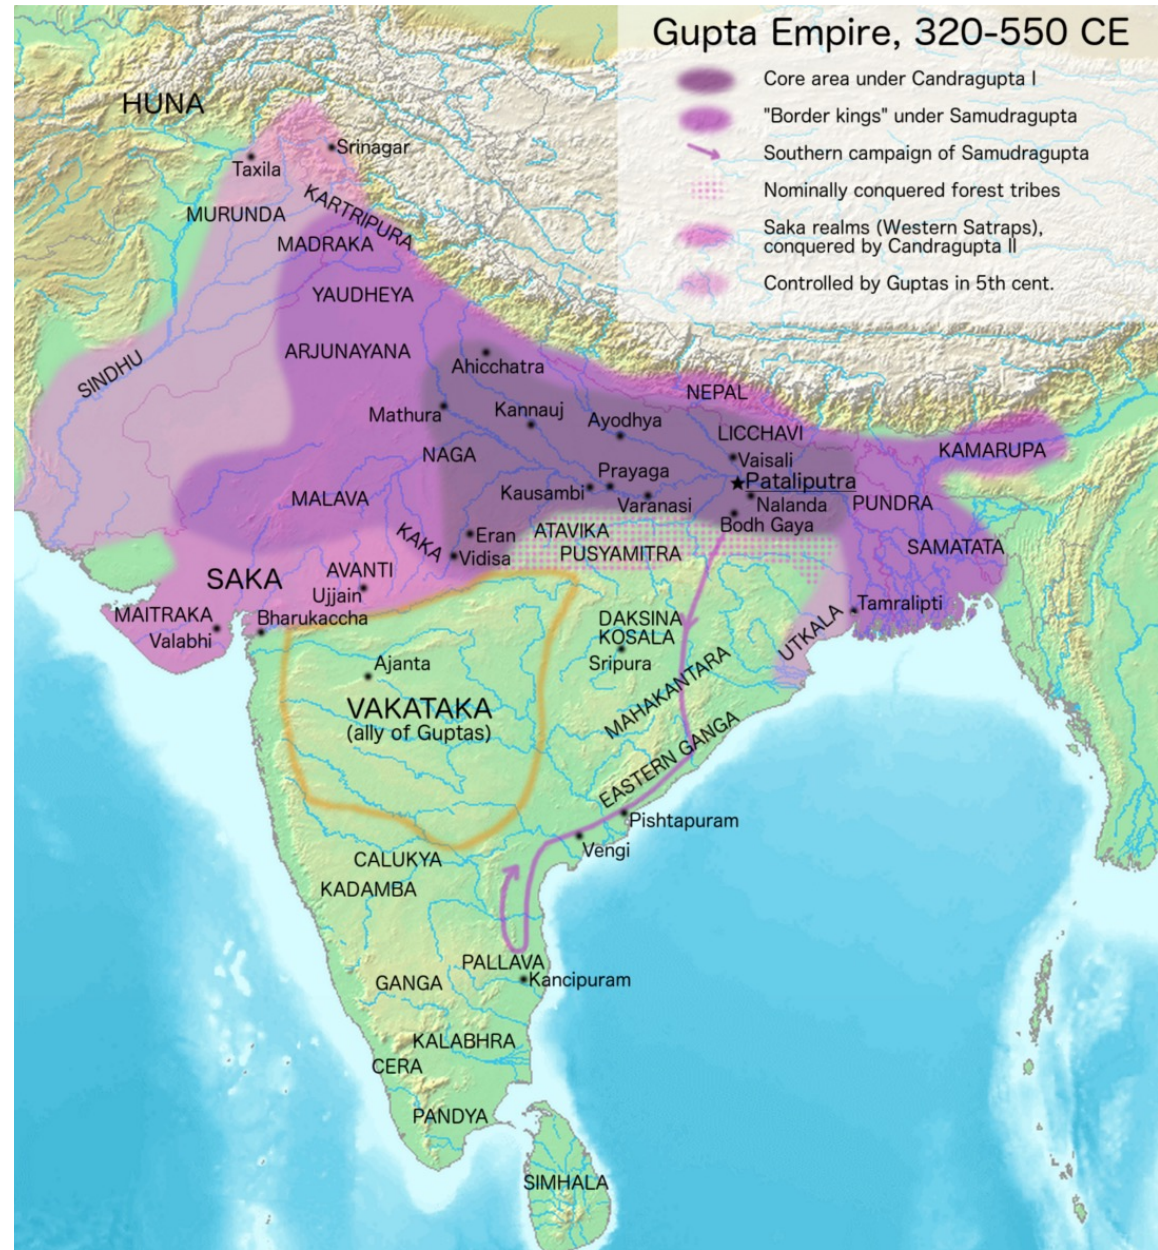 Gupta Empire, 320-550 CE
Core area under Candragupta I
"Border kings" under Samudragupta
Southern campaign of Samudragupta
Nominally conquered forest tribes
Saka realms (Western Satraps),
conquered by Candragupta II
Controlled by Guptas in 5th cent.
HUNA
Srinagar
Taxila
MURUNDA
KARTRIPURA
MADRAKA
YAUDHEYA
ARJUNAYANA
Ahicchatra
SINDHU
NEPAL
Mathura
Kannauj
Ayodhya
LICCHAVI
KAMARUPA
NAGA
Vaisali
Prayaga
Pataliputra
Kausambi
MALAVA
Varanasi
Nalanda
PUNDRA
Bodh Gaya
KAKA
Eran
ATAVIKA
SAMATATA
Vidisa
PUSYAMITRA
SAKA
AVANTI
Ujjain
MAITRAKA
Bharukaccha
Valabhi
Tamralipti
DAKSINA
KOSALA
UTKALA
Sripura
Ajanta
MAHAKANTARA
VAKATAKA
(ally of Guptas)
EASTERN GANGA
Pishtapuram
Vengi
CALUKYA
KADAMBA
PALLAVA
GANGA
Kancipuram
KALABHRA
CERA
PANDYA
SIMHALA